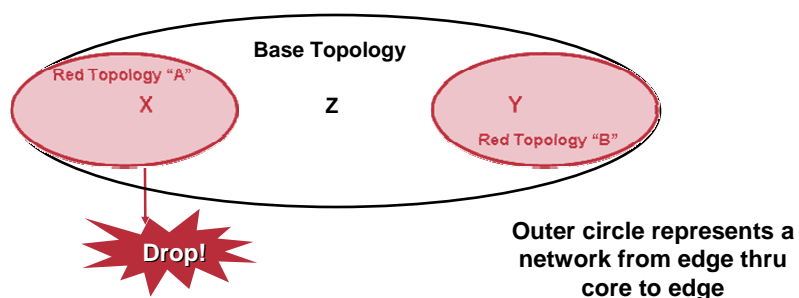 Base Topology
Red Topology "A"
X
Z
Y
Red Topology "B"
Drop!
Outer circle represents a
network from edge thru
core to edge